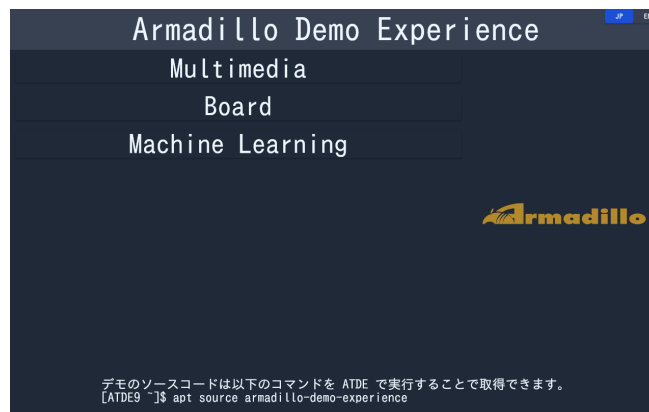 Armadillo Demo Experience
JP
Multimedia
Board
Machine Learning
Armadillo
デモのソースコードは以下のコマンドを ATDE で実行することで取得できます。
[ATDE9 ~]$ apt source armadillo-demo-experience